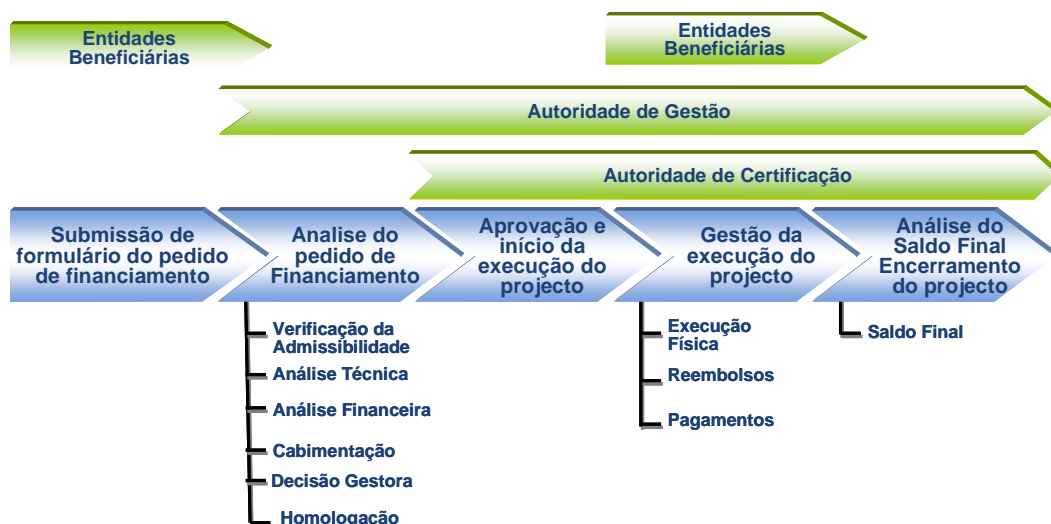 Entidades
Beneficiárias
Entidades
Beneficiárias
Autoridade de Gestão
Autoridade de Certificação
Submissão de
formulário do pedido
de financiamento
Analise do
pedido de
Financiamento
Aprovação e
início da
execução do
projecto
Gestão da
execução do
projecto
Análise do
Saldo Final
Encerramento
do projecto
Verificação da
Admissibilidade
Análise Técnica
Análise Financeira
Cabimentação
Decisão Gestora
Homologação
Execução
Física
Reembolsos
Pagamentos
Saldo Final